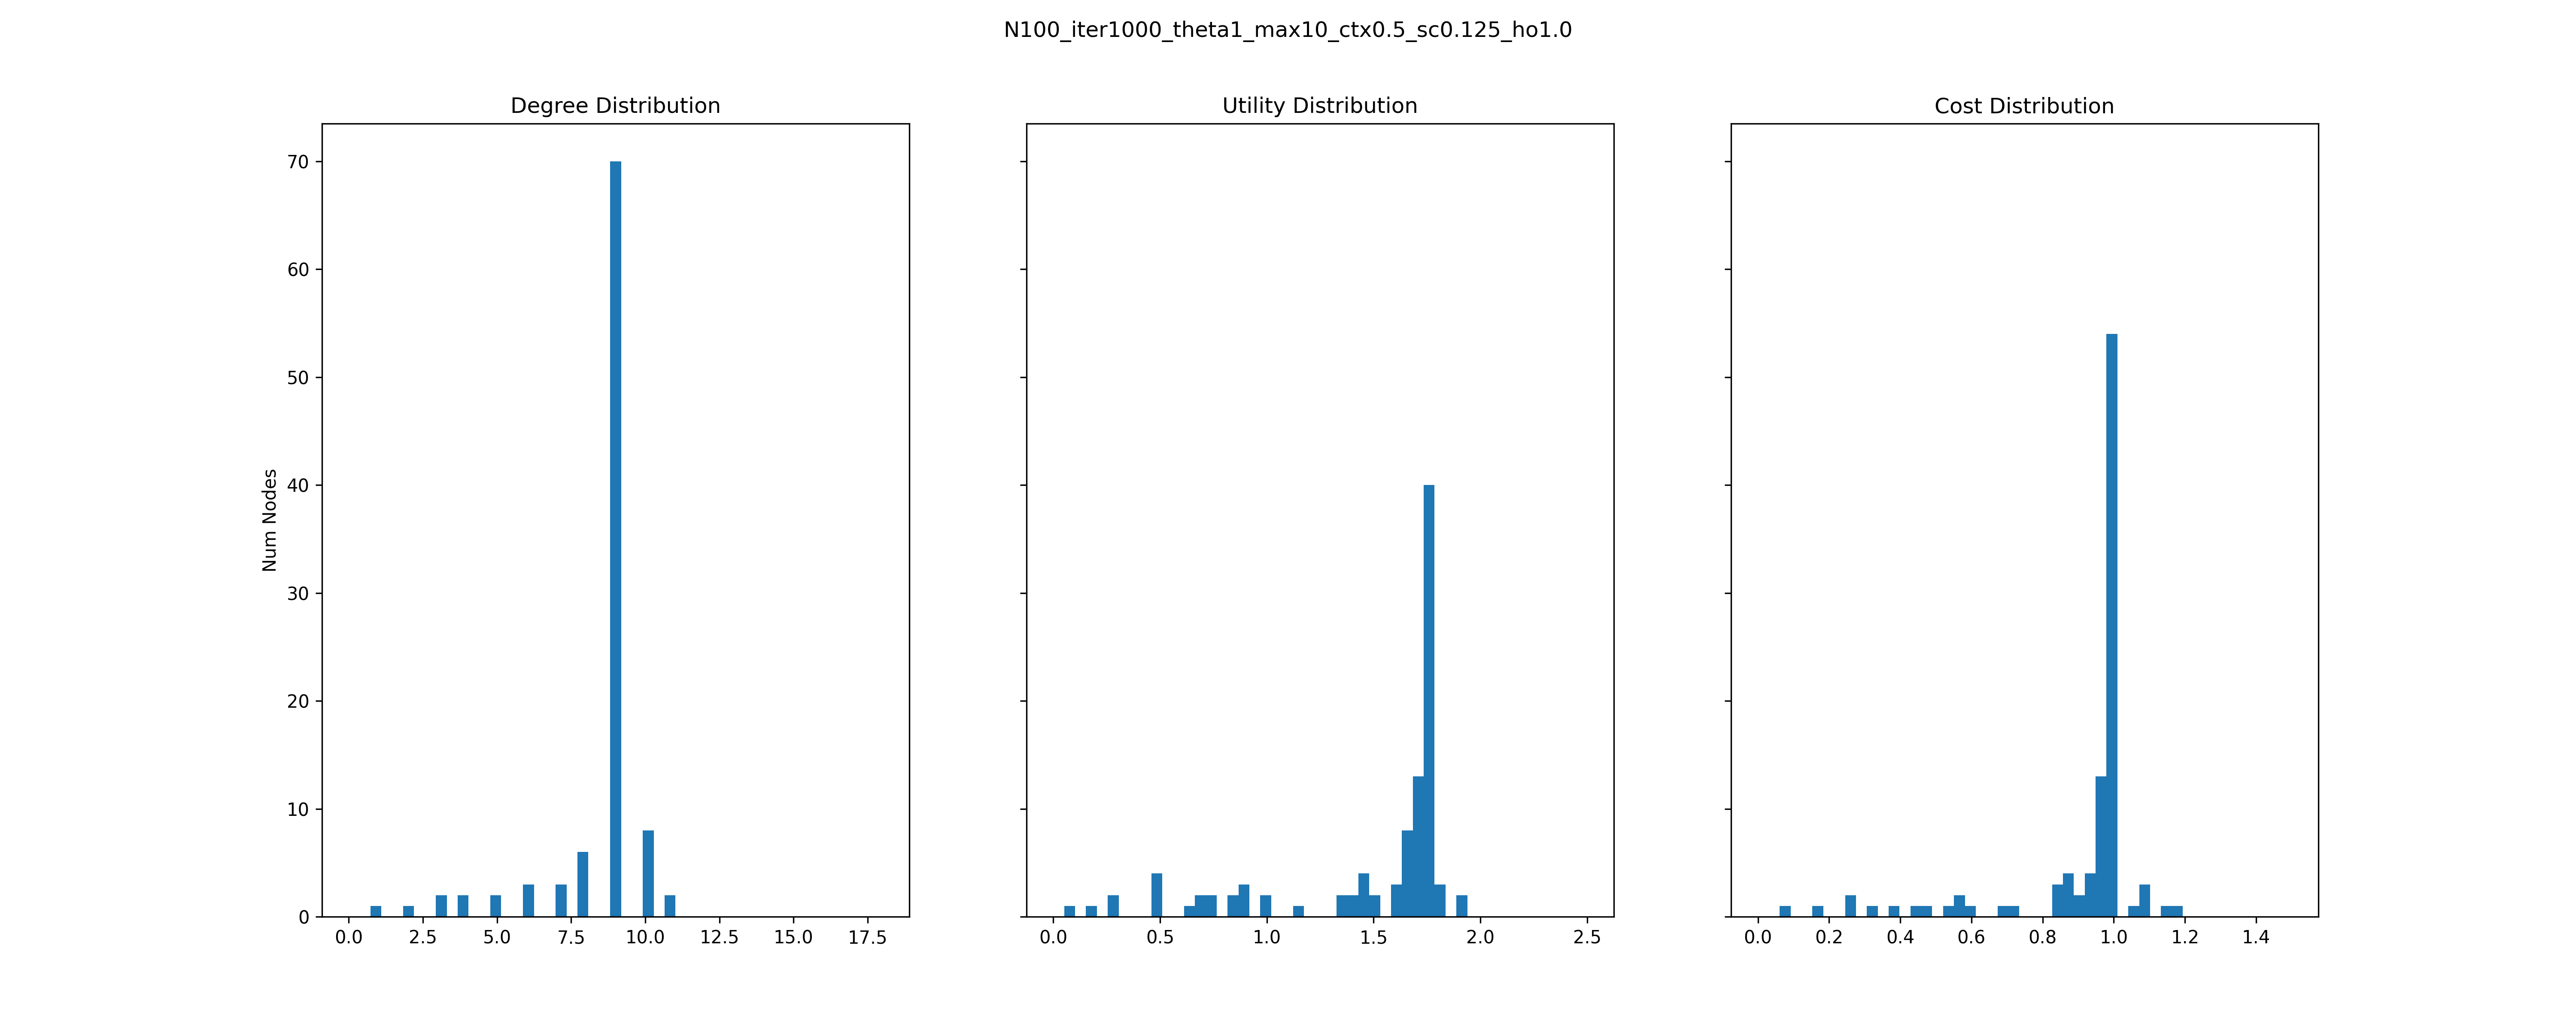 N100_iter1000_theta1_max10_ctx0.5_sc0.125_ho1.0
Degree Distribution
Num Nodes
70
60
50
40
30
20
10
0
0.0 2.5 5.0 7.5 10.0 12.5 15.0 17.5
Utility Distribution
0.0 0.5 1.0 1.5 2.0 2.5
Cost Distribution
0.0 0.2 0.4 0.6 0.8 1.0 1.2 1.4